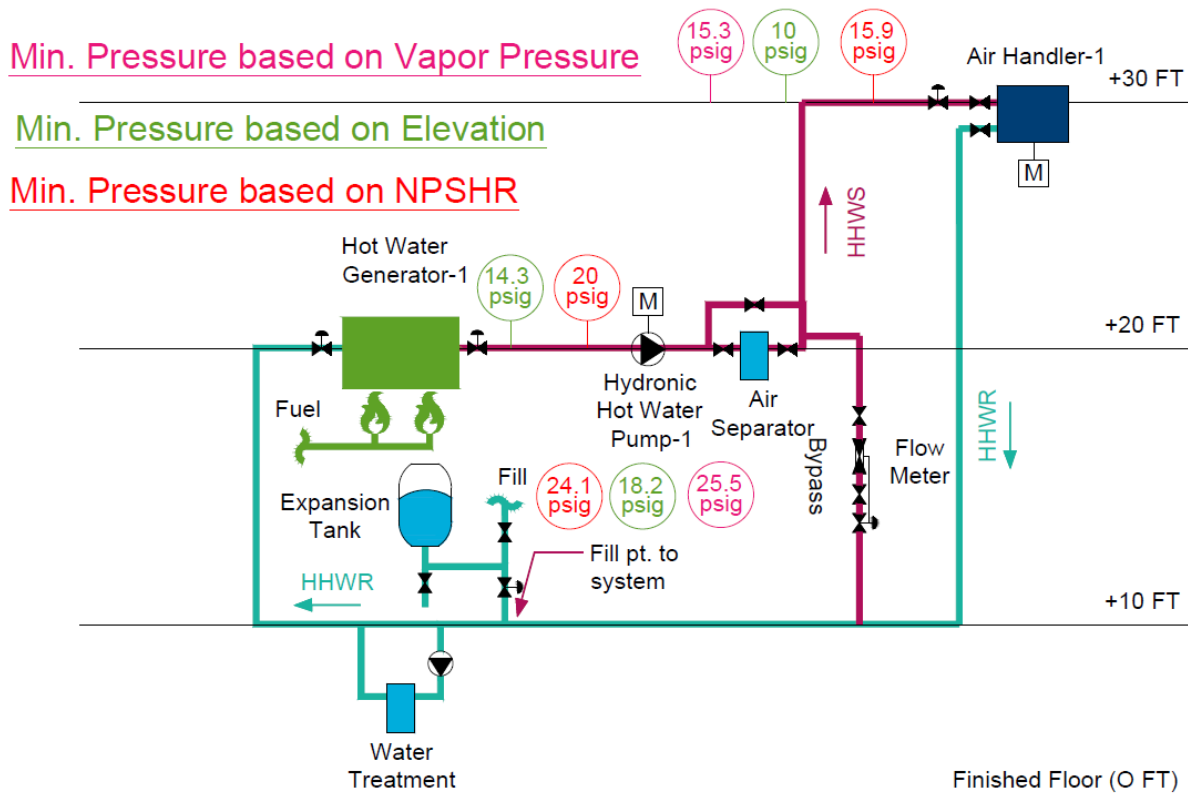 Min. Pressure based on Vapor Pressure
Min. Pressure based on Elevation
Min. Pressure based on NPSHR
15.3
psig
10
psig
15.9
psig
Air Handler-1
+30 FT
M
Hot Water
Generator-1
14.3
psig
20
psig
M
HHWS
+20 FT
Hydronic
Hot Water
Pump-1
Air
Separator
Fuel
Bypass
Flow
Meter
HHWR
Expansion
Tank
Fill
24.1
psig
18.2
psig
25.5
psig
Fill pt. to
system
HHWR
+10 FT
Water
Treatment
Finished Floor (O FT)